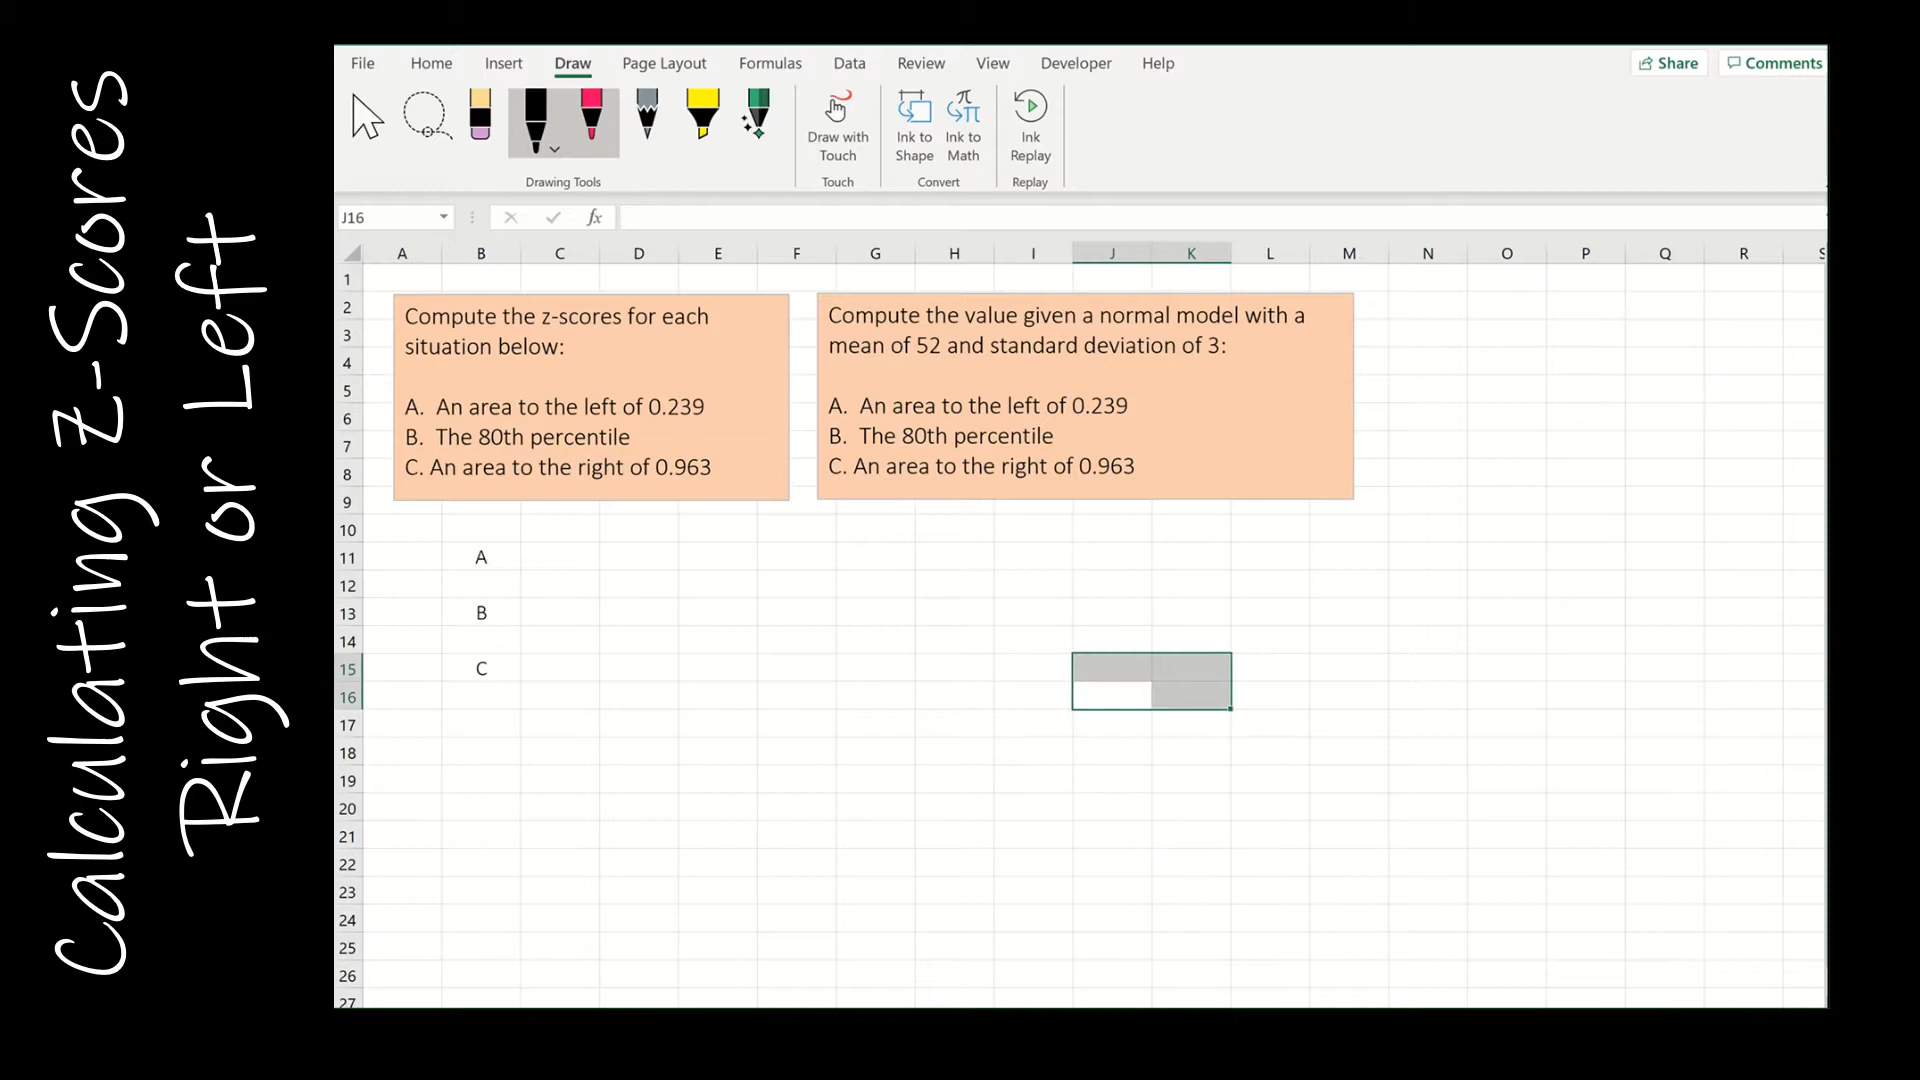 Calculating Z-Scores
Right or Left
File Home Insert Draw Page Layout Formulas Data Review View Developer Help Share Comments
Draw with Touch
Ink to Shape
Ink to Math
Ink Replay
Drawing Tools Touch Convert Replay
J16 fx
A B C D E F G H I J K L M N O P Q R S
1
2
3
4
5
6
7
8
9
10
11
12
13
14
15
16
17
18
19
20
21
22
23
24
25
26
27
Compute the z-scores for each
situation below:
A. An area to the left of 0.239
B. The 80th percentile
C. An area to the right of 0.963
Compute the value given a normal model with a
mean of 52 and standard deviation of 3:
A. An area to the left of 0.239
B. The 80th percentile
C. An area to the right of 0.963
A
B
C